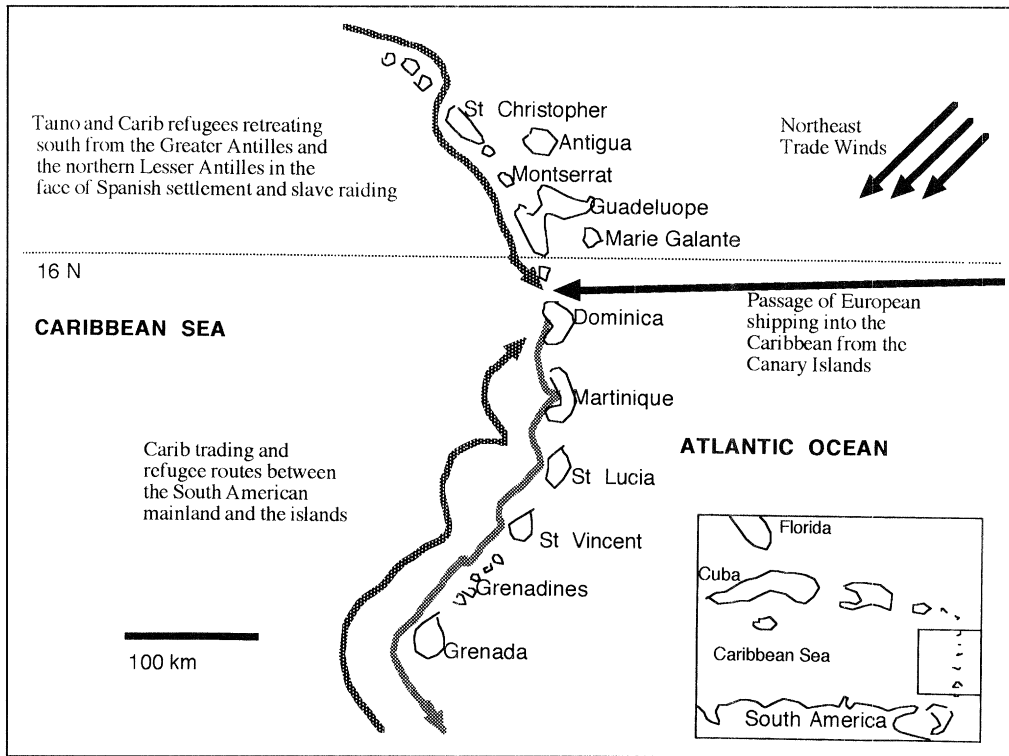 St Christopher
Taino and Carib refugees retreating
south from the Greater Antilles and
the northern Lesser Antilles in the
face of Spanish settlement and slave raiding
Antigua
Northeast
Trade Winds
Montserrat
Guadeluope
Marie Galante
16 N
CARIBBEAN SEA
Dominica
Passage of European
shipping into the
Caribbean from the
Canary Islands
Martinique
Carib trading and
refugee routes between
the South American
mainland and the islands
ATLANTIC OCEAN
St Lucia
St Vincent
Grenadines
Grenada
100 km
Florida
Cuba
Caribbean Sea
South America